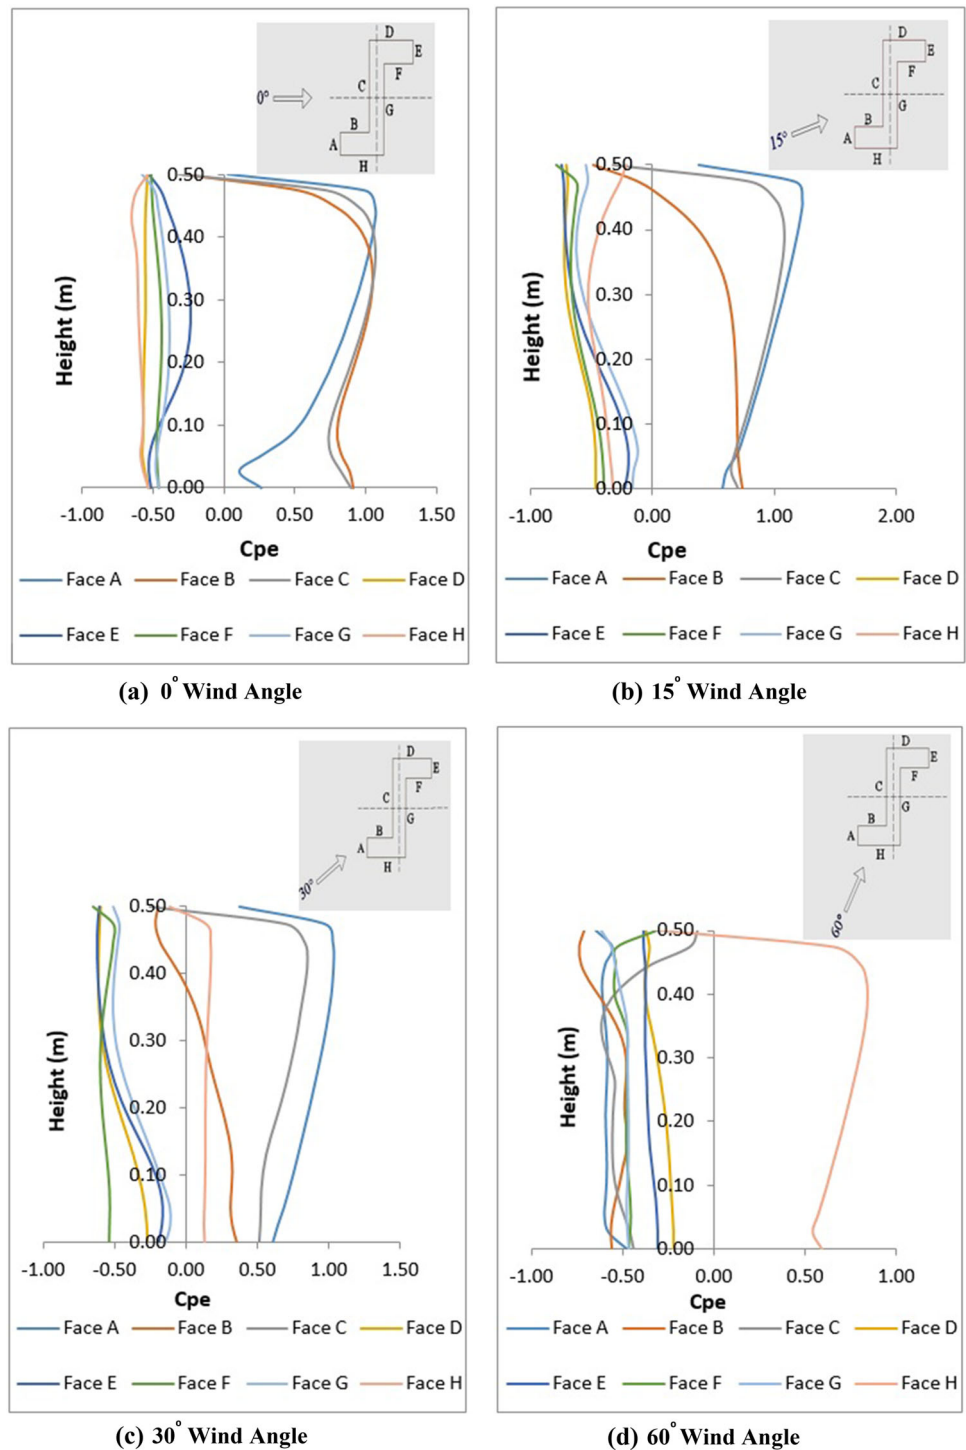 D
E
F
C
0°
G
B
A
H
0.50
0.40
0.30
0.20
0.10
0.00
Height (m)
-1.00 -0.50 0.00 0.50 1.00 1.50
Cpe
Face A Face B Face C Face D
Face E Face F Face G Face H
(a) 0° Wind Angle
D
E
F
C
G
B
15° A
H
0.50
0.40
0.30
0.20
0.10
0.00
Height (m)
-1.00 0.00 1.00 2.00
Cpe
Face A Face B Face C Face D
Face E Face F Face G Face H
(b) 15° Wind Angle
D
E
F
C
G
B
A
H
30°
0.50
0.40
0.30
0.20
0.10
0.00
Height (m)
-1.00 -0.50 0.00 0.50 1.00 1.50
Cpe
Face A Face B Face C Face D
Face E Face F Face G Face H
(c) 30° Wind Angle
D
E
F
C
G
B
A
H
60°
0.50
0.40
0.30
0.20
0.10
0.00
Height (m)
-1.00 -0.50 0.00 0.50 1.00
Cpe
Face A Face B Face C Face D
Face E Face F Face G Face H
(d) 60° Wind Angle